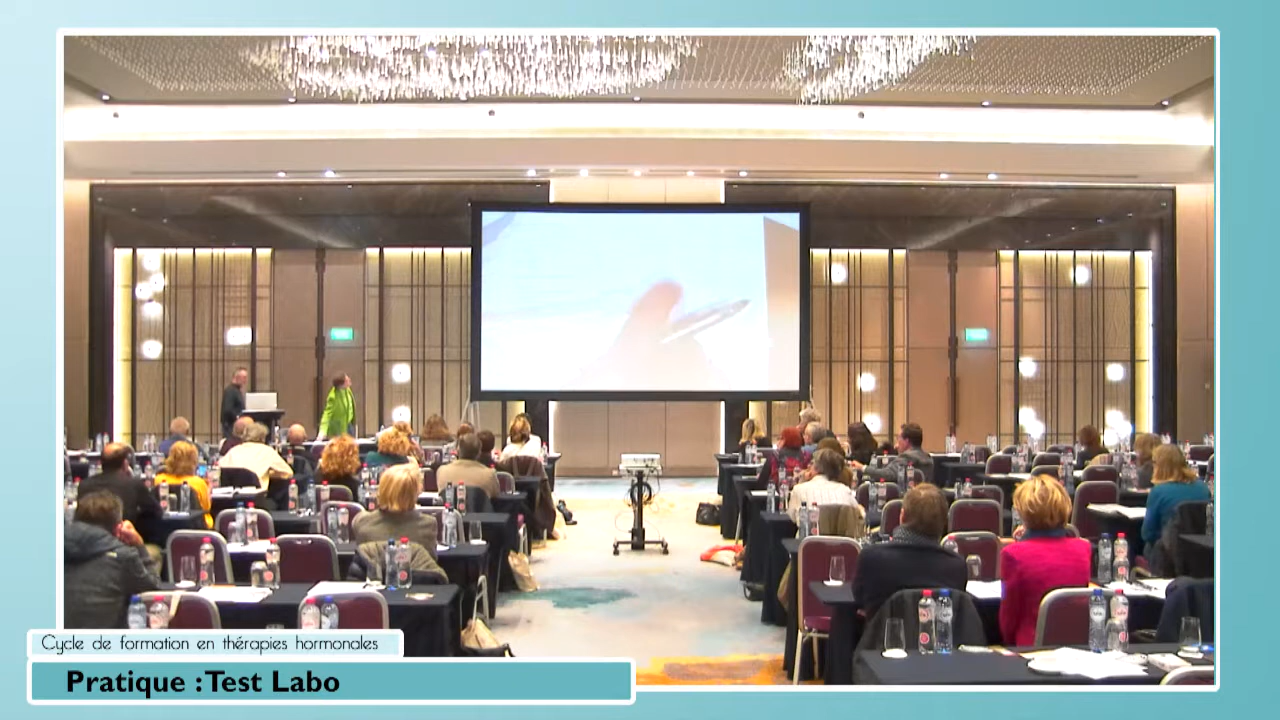 Cycle de formation en thérapies hormonales
Pratique :Test Labo